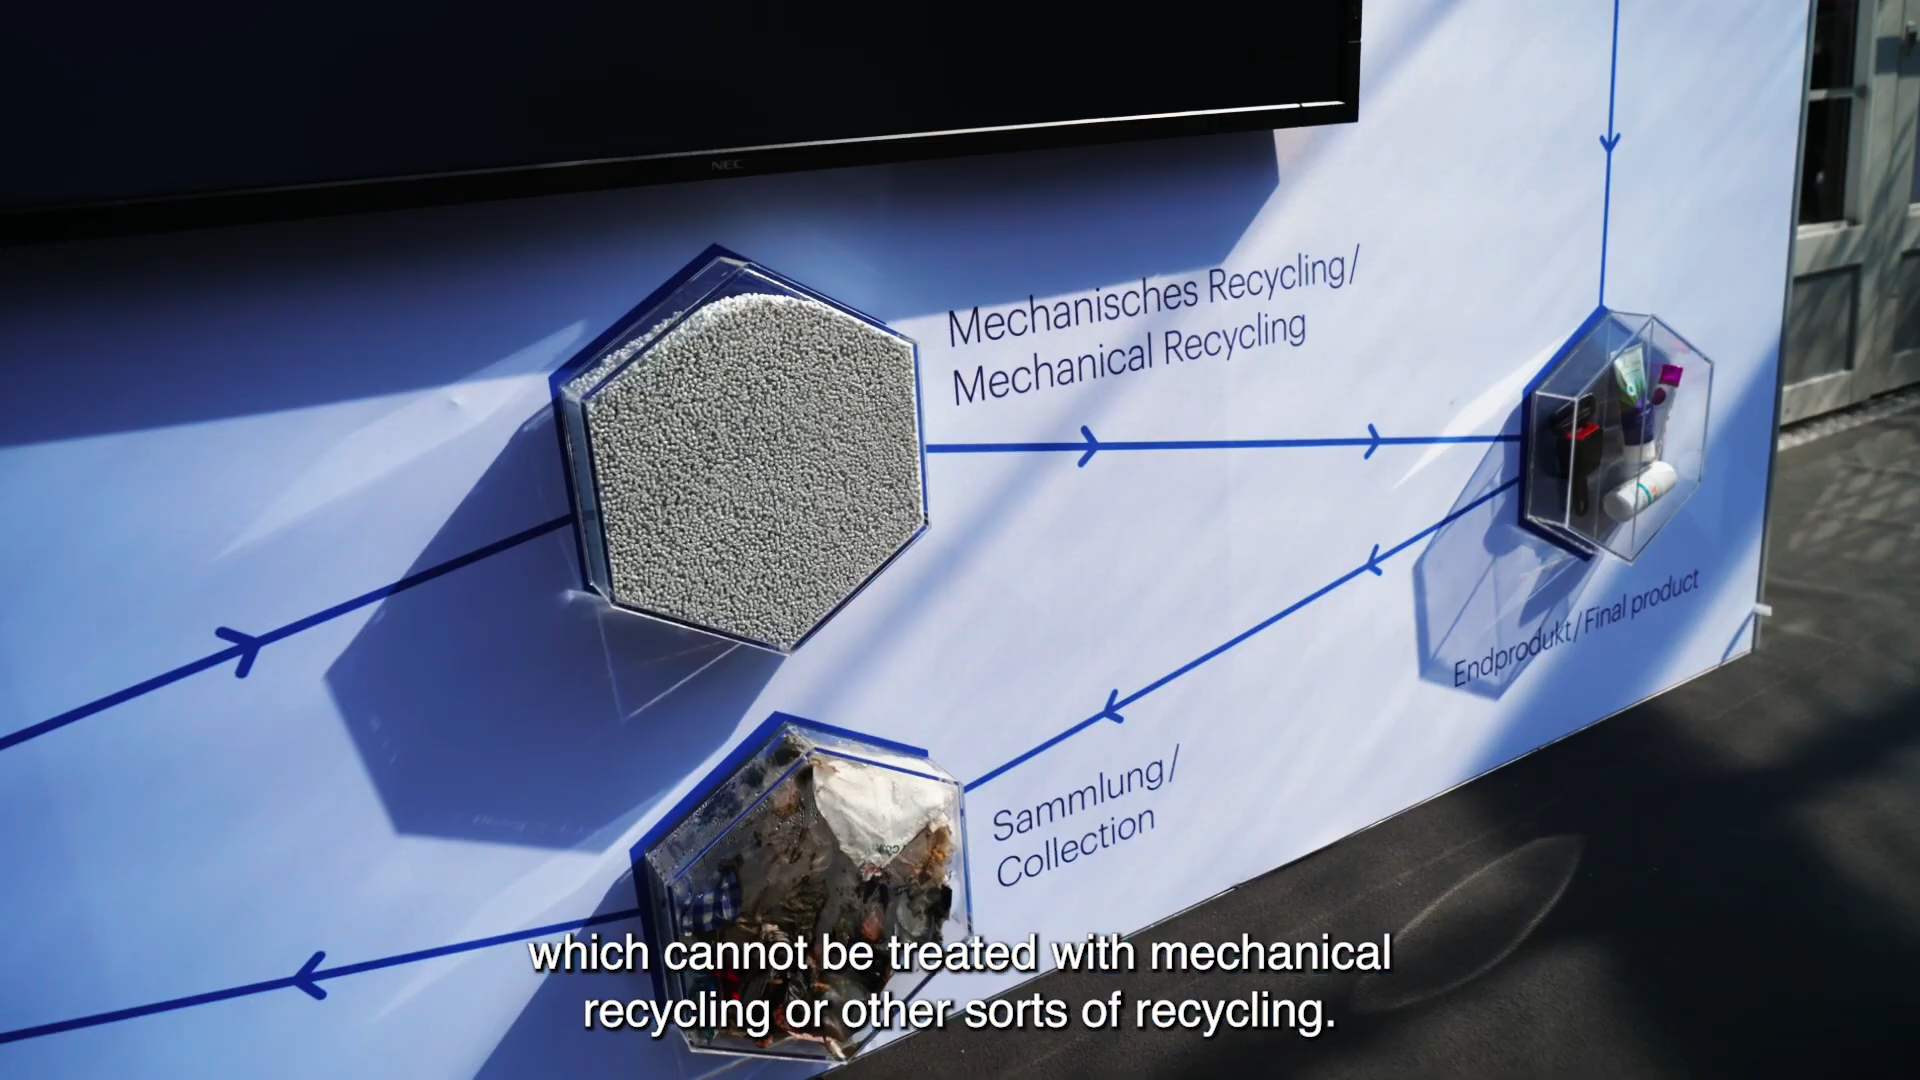 NEC
Mechanisches Recycling/
Mechanical Recycling
Endprodukt/Final product
Sammlung/
Collection
which cannot be treated with mechanical
recycling or other sorts of recycling.